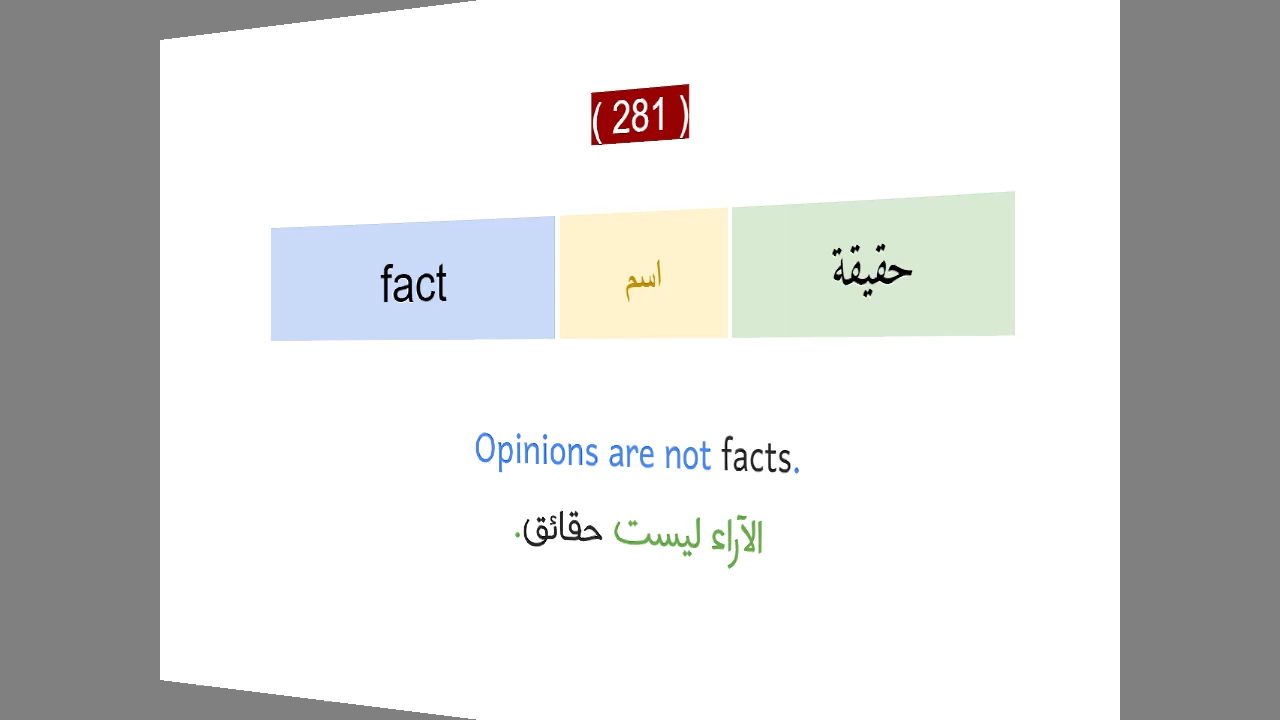 ( 281 )
fact اسم حقيقة
Opinions are not facts.
الآراء ليست حقائق.